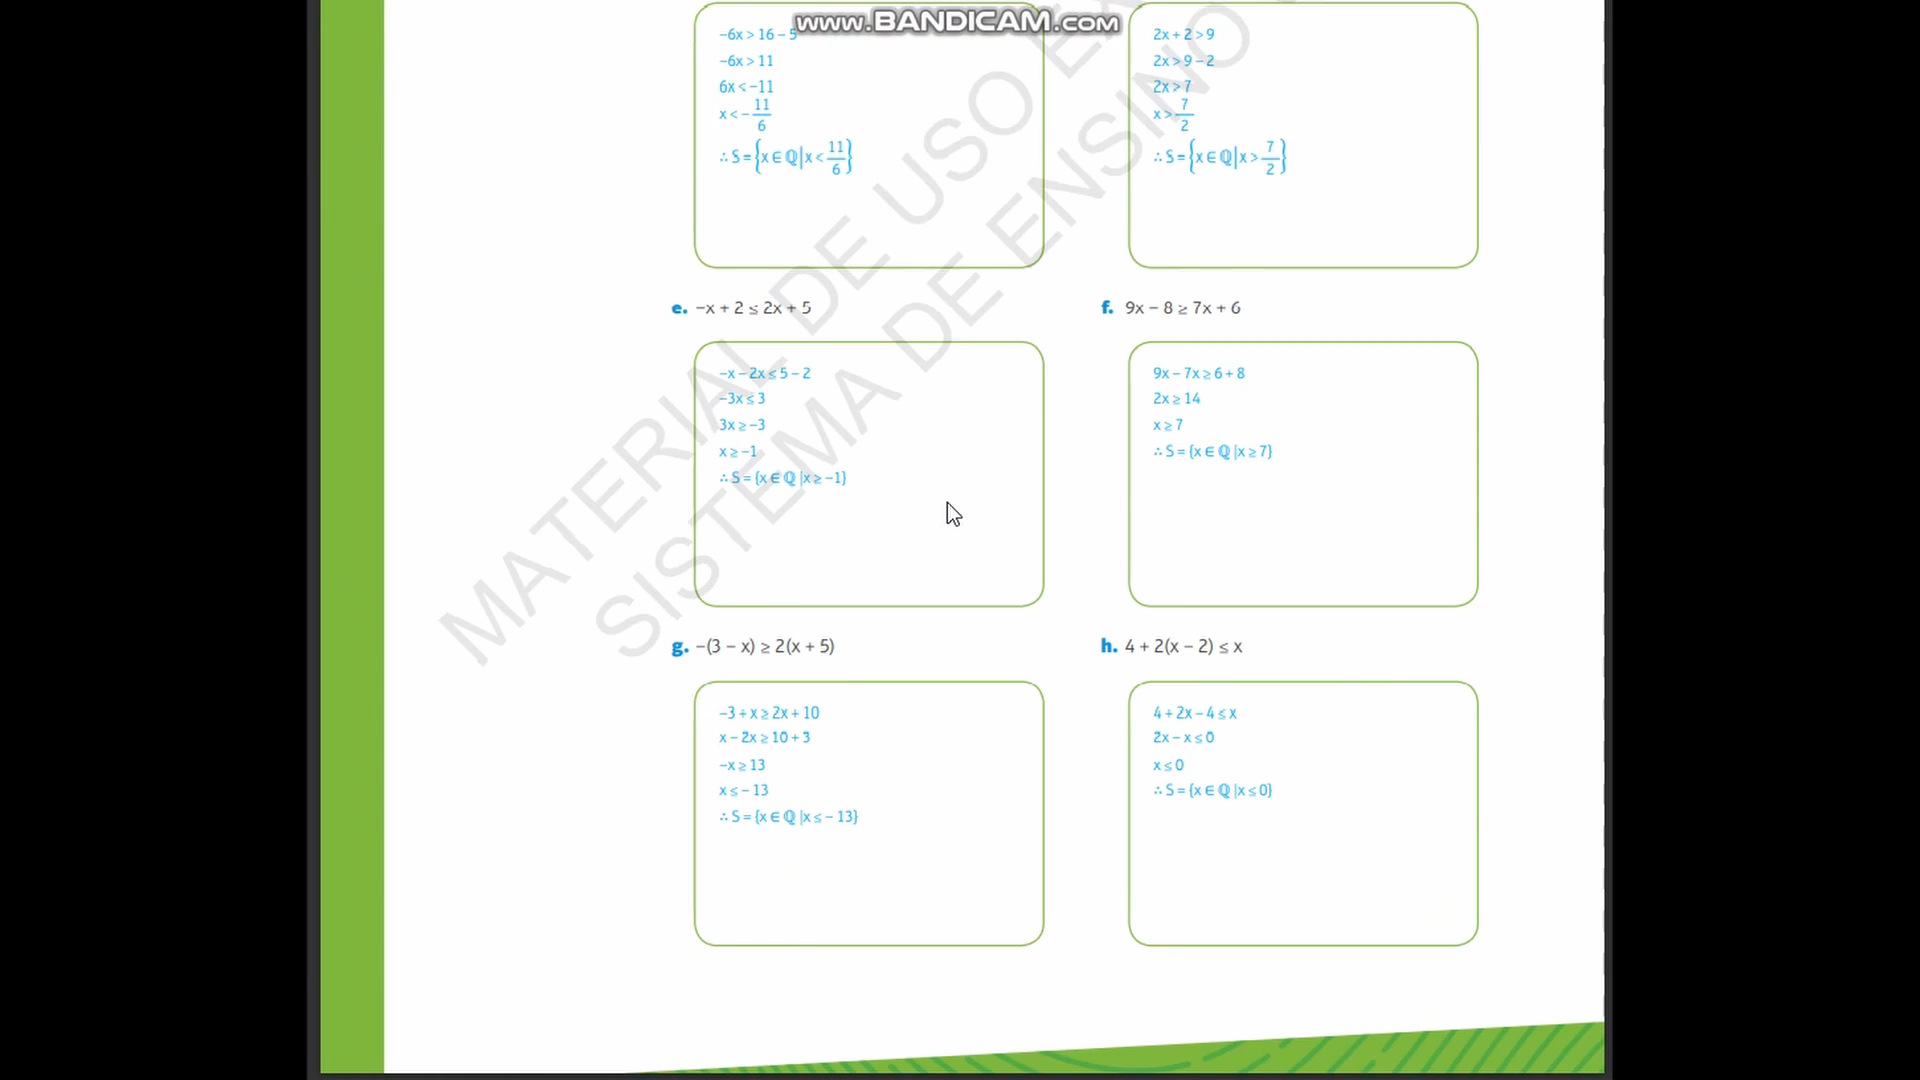 www.BANDICAM.com
−6x > 16 − 5
−6x > 11
6x < −11
x < − 11/6
∴ S = {x ∈ ℚ | x < 11/6}
2x + 2 > 9
2x > 9 − 2
2x > 7
x > 7/2
∴ S = {x ∈ ℚ | x > 7/2}
e. −x + 2 ≤ 2x + 5
−x − 2x ≤ 5 − 2
−3x ≤ 3
3x ≥ −3
x ≥ −1
∴ S = {x ∈ ℚ | x ≥ −1}
f. 9x − 8 ≥ 7x + 6
9x − 7x ≥ 6 + 8
2x ≥ 14
x ≥ 7
∴ S = {x ∈ ℚ | x ≥ 7}
g. −(3 − x) ≥ 2(x + 5)
−3 + x ≥ 2x + 10
x − 2x ≥ 10 + 3
−x ≥ 13
x ≤ − 13
∴ S = {x ∈ ℚ | x ≤ − 13}
h. 4 + 2(x − 2) ≤ x
4 + 2x − 4 ≤ x
2x − x ≤ 0
x ≤ 0
∴ S = {x ∈ ℚ | x ≤ 0}
MATERIAL DE USO
SISTEMA DE ENSINO